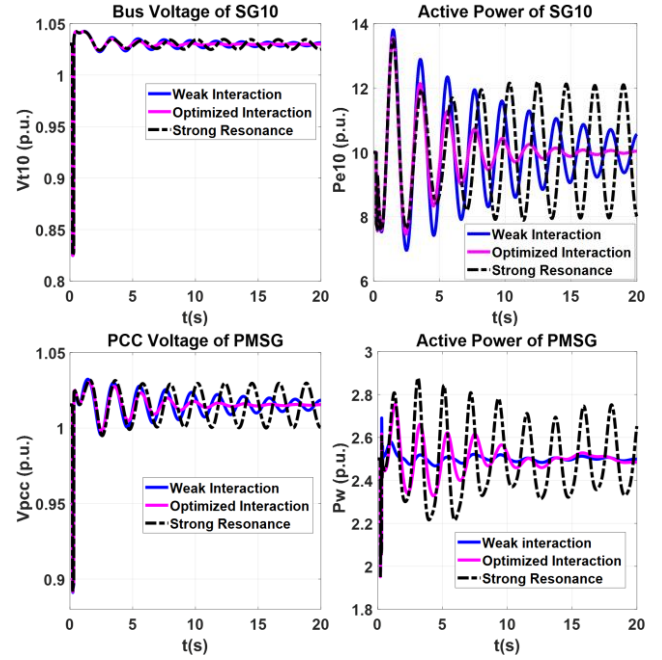 Bus Voltage of SG10
1.05
1
0.95
0.9
0.85
0.8
Vt10 (p.u.)
Weak Interaction
Optimized Interaction
Strong Resonance
0 5 10 15 20
t(s)
Active Power of SG10
14
12
10
8
6
Pe10 (p.u.)
Weak Interaction
Optimized Interaction
Strong Resonance
0 5 10 15 20
t(s)
PCC Voltage of PMSG
1.05
1
0.95
0.9
Vpcc (p.u.)
Weak Interaction
Optimized Interaction
Strong Resonance
0 5 10 15 20
t(s)
Active Power of PMSG
3
2.8
2.6
2.4
2.2
2
1.8
Pw (p.u.)
Weak interaction
Optimized Interaction
Strong Resonance
0 5 10 15 20
t(s)